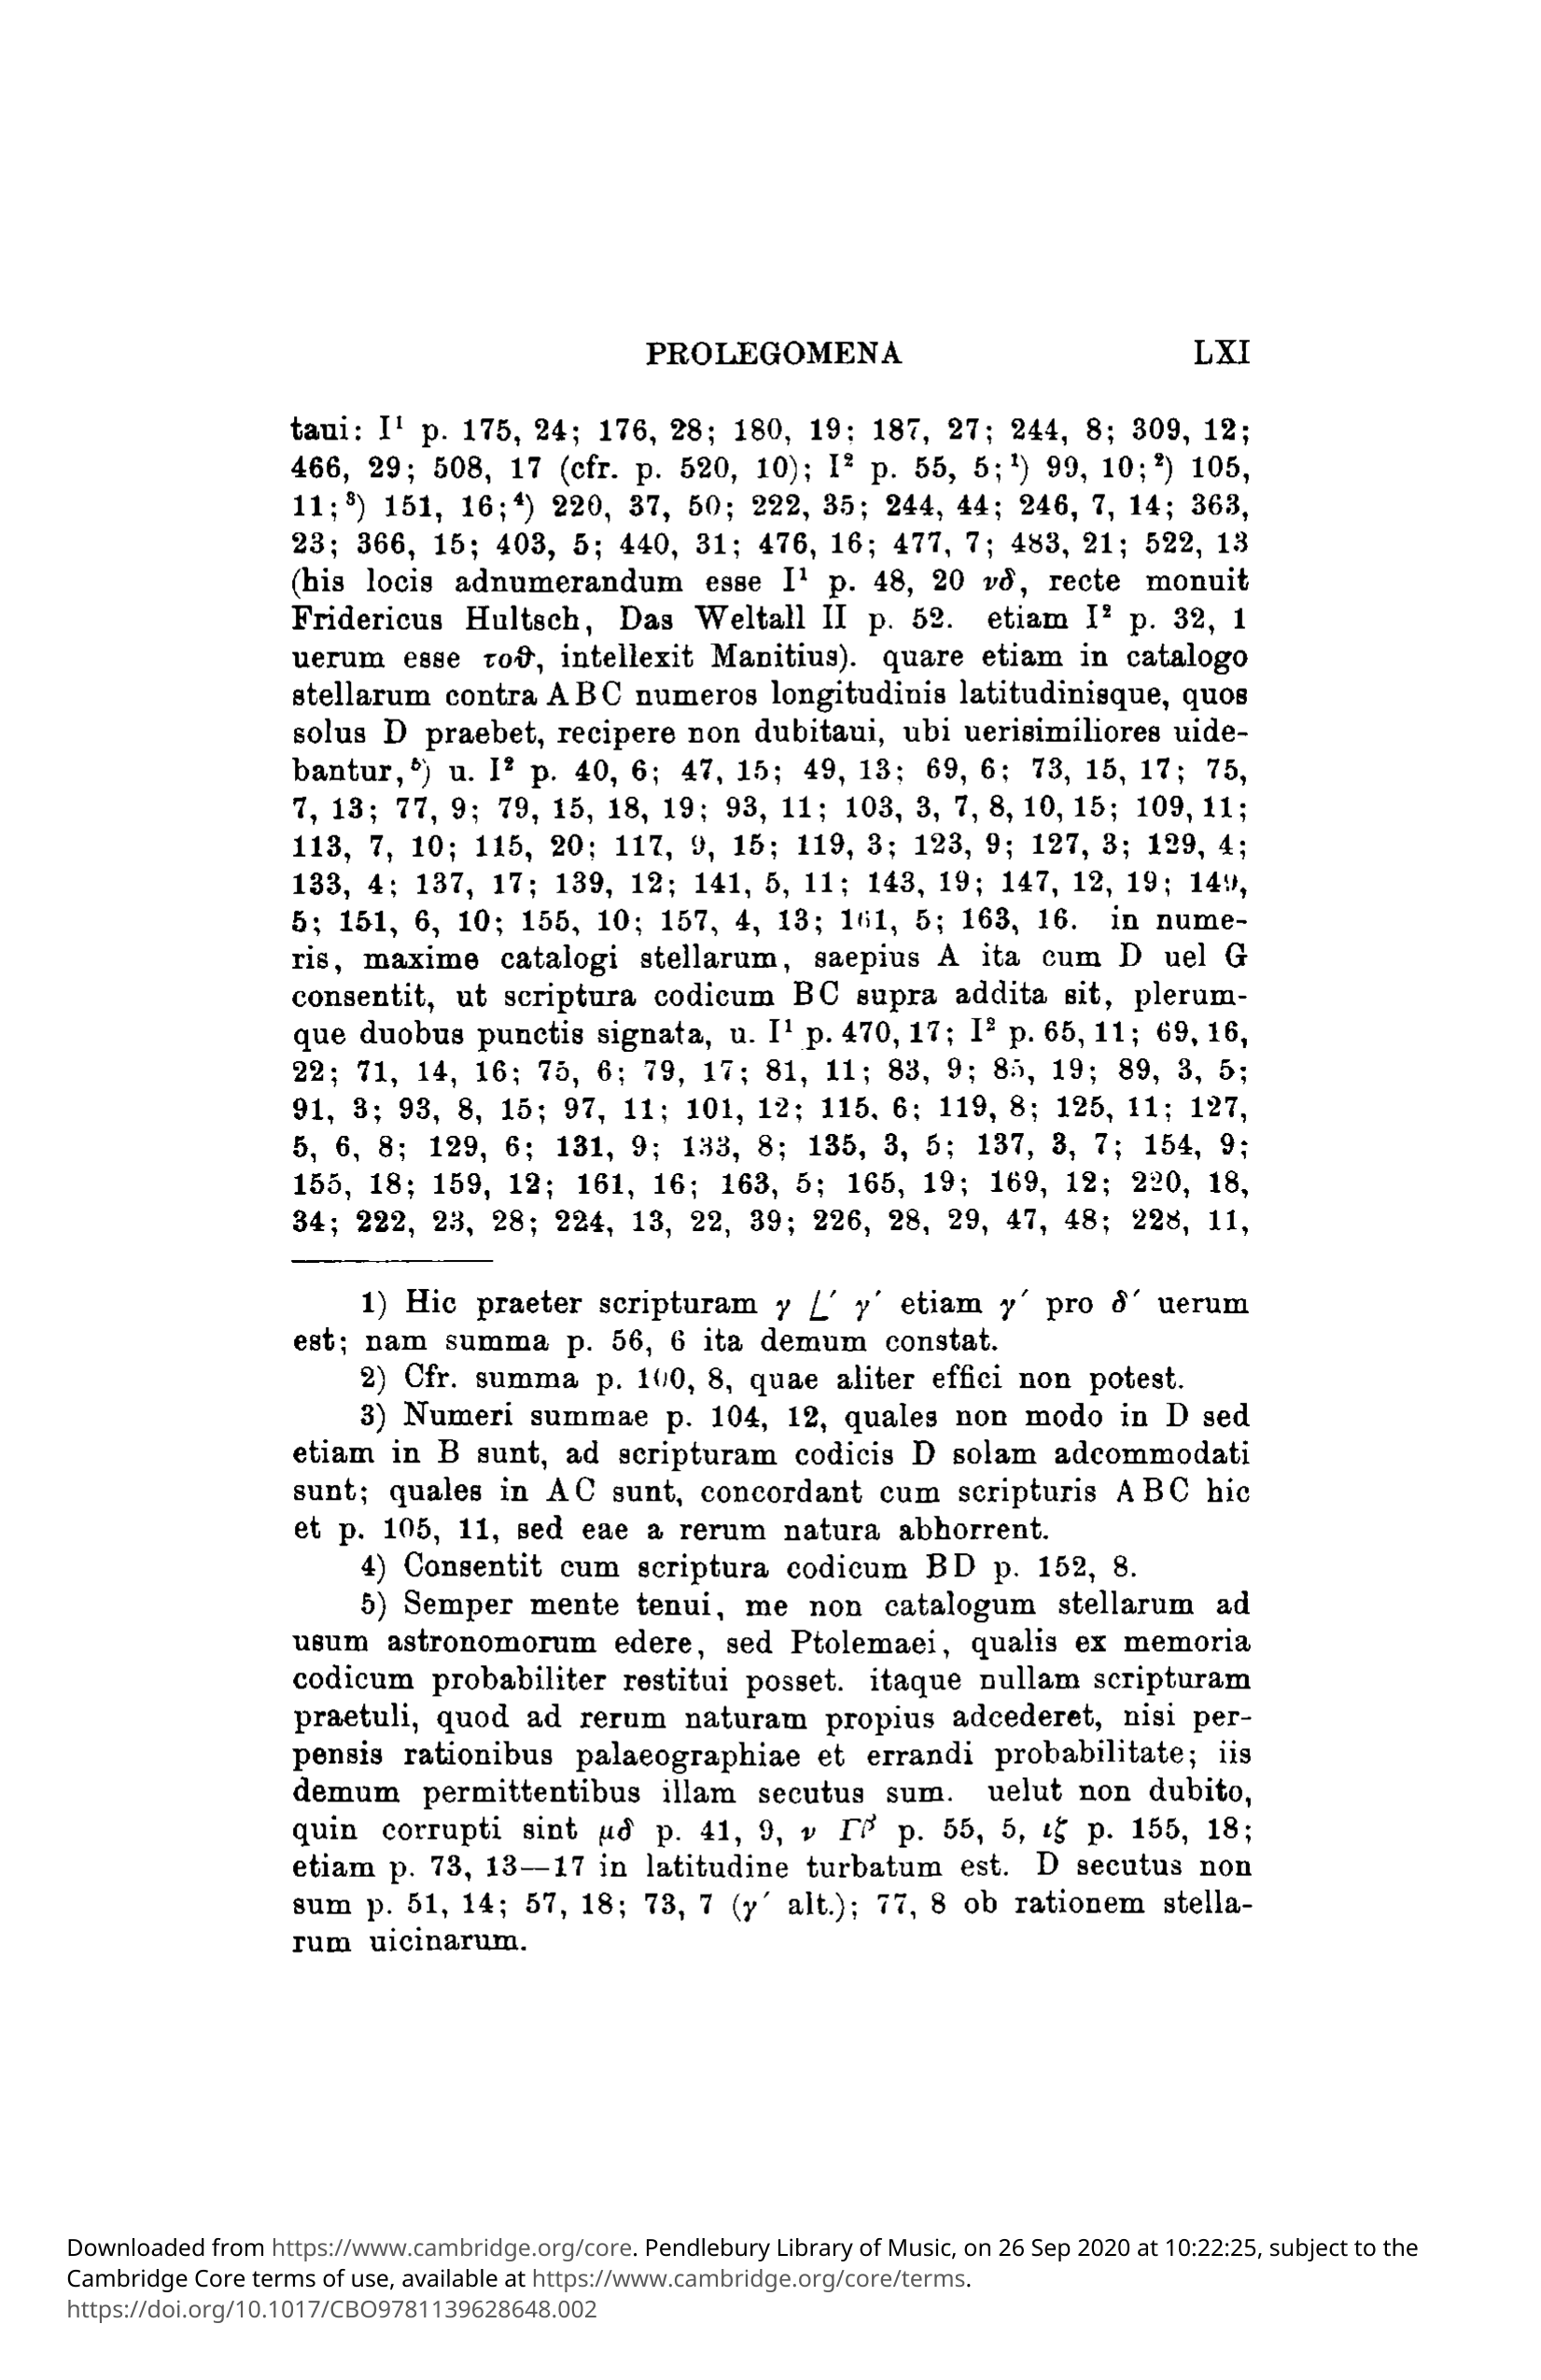 PROLEGOMENA LXI
taui: I¹ p. 175, 24; 176, 28; 180, 19; 187, 27; 244, 8; 309, 12;
466, 29; 508, 17 (cfr. p. 520, 10); I² p. 55, 5;¹) 99, 10;²) 105,
11;³) 151, 16;⁴) 220, 37, 50; 222, 35; 244, 44; 246, 7, 14; 363,
23; 366, 15; 403, 5; 440, 31; 476, 16; 477, 7; 483, 21; 522, 13
(his locis adnumerandum esse I¹ p. 48, 20 νδ, recte monuit
Fridericus Hultsch, Das Weltall II p. 52. etiam I² p. 32, 1
uerum esse τοϑ, intellexit Manitius). quare etiam in catalogo
stellarum contra ABC numeros longitudinis latitudinisque, quos
solus D praebet, recipere non dubitaui, ubi uerisimiliores uide-
bantur,⁵) u. I² p. 40, 6; 47, 15; 49, 13; 69, 6; 73, 15, 17; 75,
7, 13; 77, 9; 79, 15, 18, 19; 93, 11; 103, 3, 7, 8, 10, 15; 109, 11;
113, 7, 10; 115, 20; 117, 9, 15; 119, 3; 123, 9; 127, 3; 129, 4;
133, 4; 137, 17; 139, 12; 141, 5, 11; 143, 19; 147, 12, 19; 149,
5; 151, 6, 10; 155, 10; 157, 4, 13; 161, 5; 163, 16. in nume-
ris, maxime catalogi stellarum, saepius A ita cum D uel G
consentit, ut scriptura codicum BC supra addita sit, plerum-
que duobus punctis signata, u. I¹ p. 470, 17; I² p. 65, 11; 69, 16,
22; 71, 14, 16; 75, 6; 79, 17; 81, 11; 83, 9; 85, 19; 89, 3, 5;
91, 3; 93, 8, 15; 97, 11; 101, 12; 115, 6; 119, 8; 125, 11; 127,
5, 6, 8; 129, 6; 131, 9; 133, 8; 135, 3, 5; 137, 3, 7; 154, 9;
155, 18; 159, 12; 161, 16; 163, 5; 165, 19; 169, 12; 220, 18,
34; 222, 23, 28; 224, 13, 22, 39; 226, 28, 29, 47, 48; 228, 11,
1) Hic praeter scripturam γ ∠′ γ′ etiam γ′ pro δ′ uerum
est; nam summa p. 56, 6 ita demum constat.
2) Cfr. summa p. 100, 8, quae aliter effici non potest.
3) Numeri summae p. 104, 12, quales non modo in D sed
etiam in B sunt, ad scripturam codicis D solam adcommodati
sunt; quales in AC sunt, concordant cum scripturis ABC hic
et p. 105, 11, sed eae a rerum natura abhorrent.
4) Consentit cum scriptura codicum BD p. 152, 8.
5) Semper mente tenui, me non catalogum stellarum ad
usum astronomorum edere, sed Ptolemaei, qualis ex memoria
codicum probabiliter restitui posset. itaque nullam scripturam
praetuli, quod ad rerum naturam propius adcederet, nisi per-
pensis rationibus palaeographiae et errandi probabilitate; iis
demum permittentibus illam secutus sum. uelut non dubito,
quin corrupti sint μδ p. 41, 9, ν Γβ p. 55, 5, ιζ p. 155, 18;
etiam p. 73, 13—17 in latitudine turbatum est. D secutus non
sum p. 51, 14; 57, 18; 73, 7 (γ′ alt.); 77, 8 ob rationem stella-
rum uicinarum.
Downloaded from https://www.cambridge.org/core. Pendlebury Library of Music, on 26 Sep 2020 at 10:22:25, subject to the
Cambridge Core terms of use, available at https://www.cambridge.org/core/terms.
https://doi.org/10.1017/CBO9781139628648.002